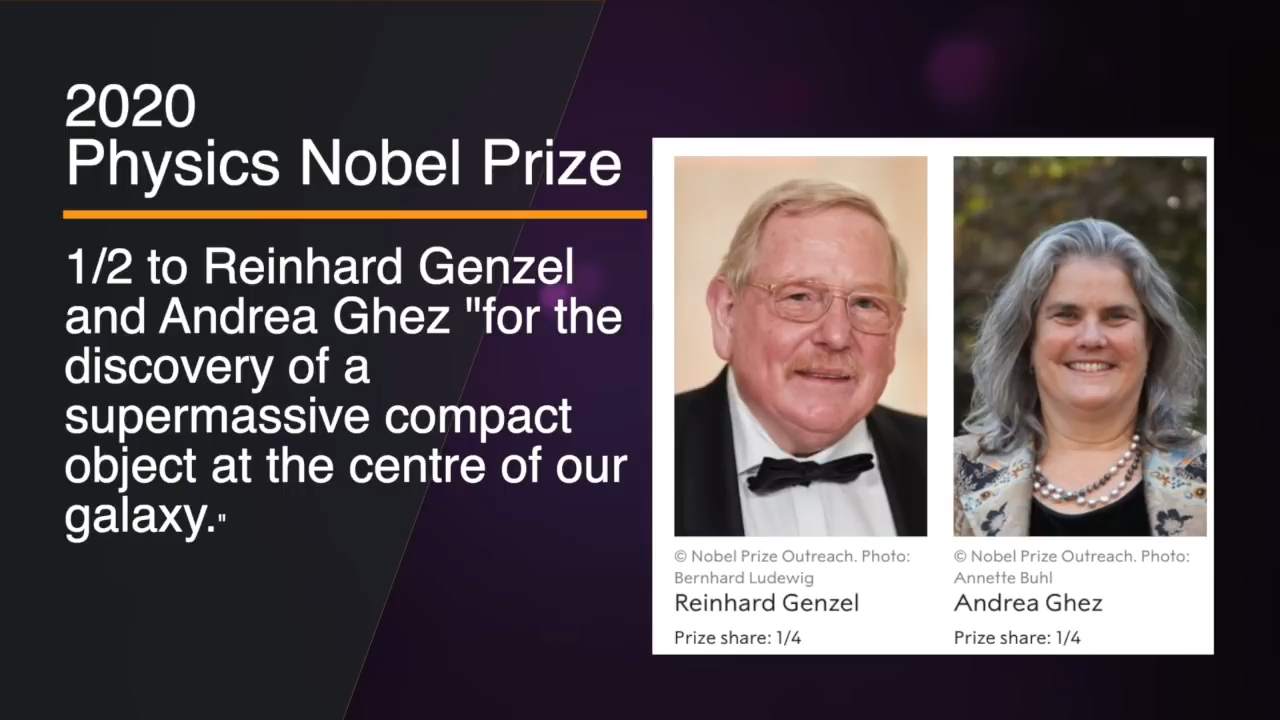 2020
Physics Nobel Prize
1/2 to Reinhard Genzel
and Andrea Ghez "for the
discovery of a
supermassive compact
object at the centre of our
galaxy."
© Nobel Prize Outreach. Photo:
Bernhard Ludewig
Reinhard Genzel
Prize share: 1/4
© Nobel Prize Outreach. Photo:
Annette Buhl
Andrea Ghez
Prize share: 1/4